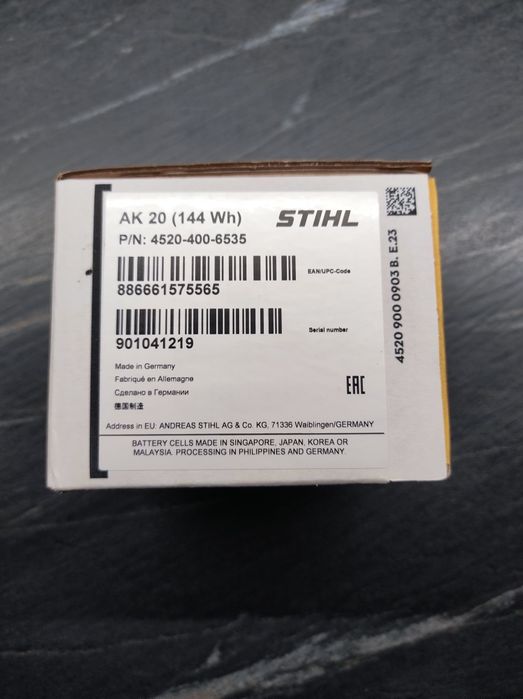 AK 20 (144 Wh) STIHL
P/N: 4520-400-6535
EAN/UPC-Code
886661575565
Serial number
901041219
Made in Germany
Fabriqué en Allemagne
Сделано в Германии
德国制造
EAC
Address in EU: ANDREAS STIHL AG & Co. KG, 71336 Waiblingen/GERMANY
BATTERY CELLS MADE IN SINGAPORE, JAPAN, KOREA OR
MALAYSIA. PROCESSING IN PHILIPPINES AND GERMANY.
4520 900 0903 B. E.23